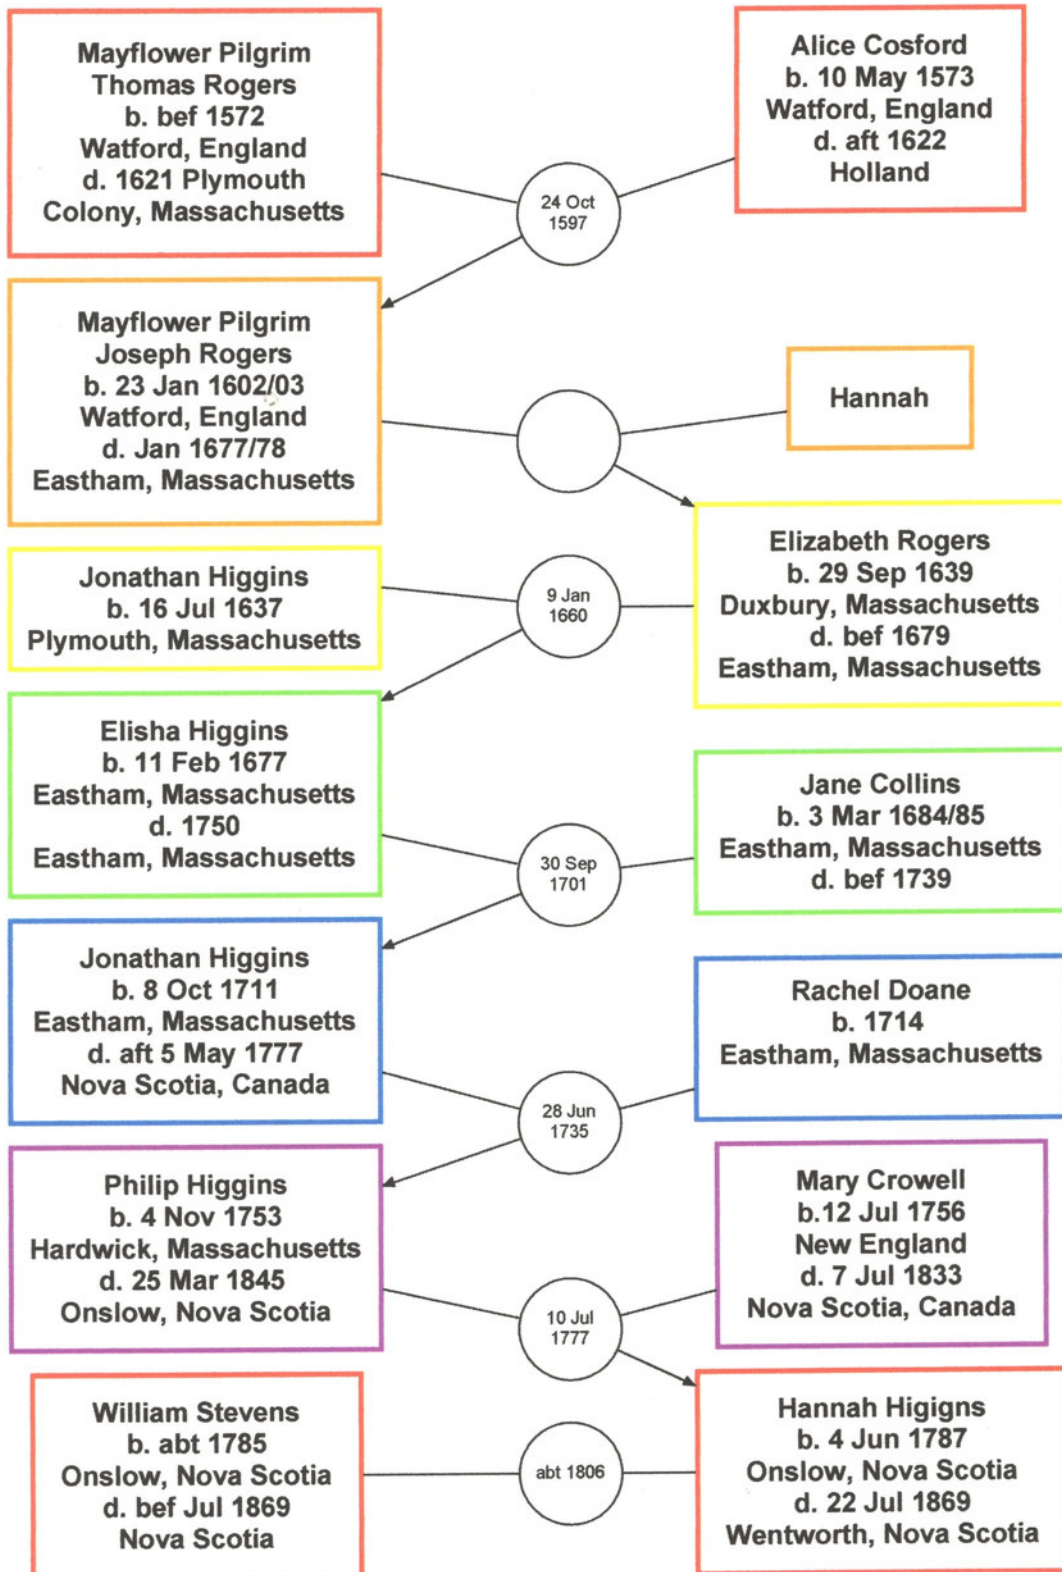 Mayflower Pilgrim
Thomas Rogers
b. bef 1572
Watford, England
d. 1621 Plymouth
Colony, Massachusetts
24 Oct
1597
Alice Cosford
b. 10 May 1573
Watford, England
d. aft 1622
Holland
Mayflower Pilgrim
Joseph Rogers
b. 23 Jan 1602/03
Watford, England
d. Jan 1677/78
Eastham, Massachusetts
Hannah
Jonathan Higgins
b. 16 Jul 1637
Plymouth, Massachusetts
9 Jan
1660
Elizabeth Rogers
b. 29 Sep 1639
Duxbury, Massachusetts
d. bef 1679
Eastham, Massachusetts
Elisha Higgins
b. 11 Feb 1677
Eastham, Massachusetts
d. 1750
Eastham, Massachusetts
30 Sep
1701
Jane Collins
b. 3 Mar 1684/85
Eastham, Massachusetts
d. bef 1739
Jonathan Higgins
b. 8 Oct 1711
Eastham, Massachusetts
d. aft 5 May 1777
Nova Scotia, Canada
28 Jun
1735
Rachel Doane
b. 1714
Eastham, Massachusetts
Philip Higgins
b. 4 Nov 1753
Hardwick, Massachusetts
d. 25 Mar 1845
Onslow, Nova Scotia
10 Jul
1777
Mary Crowell
b.12 Jul 1756
New England
d. 7 Jul 1833
Nova Scotia, Canada
William Stevens
b. abt 1785
Onslow, Nova Scotia
d. bef Jul 1869
Nova Scotia
abt 1806
Hannah Higigns
b. 4 Jun 1787
Onslow, Nova Scotia
d. 22 Jul 1869
Wentworth, Nova Scotia